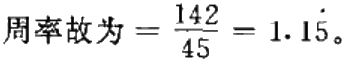 周率故为 = 142/45 = 1.15̇。